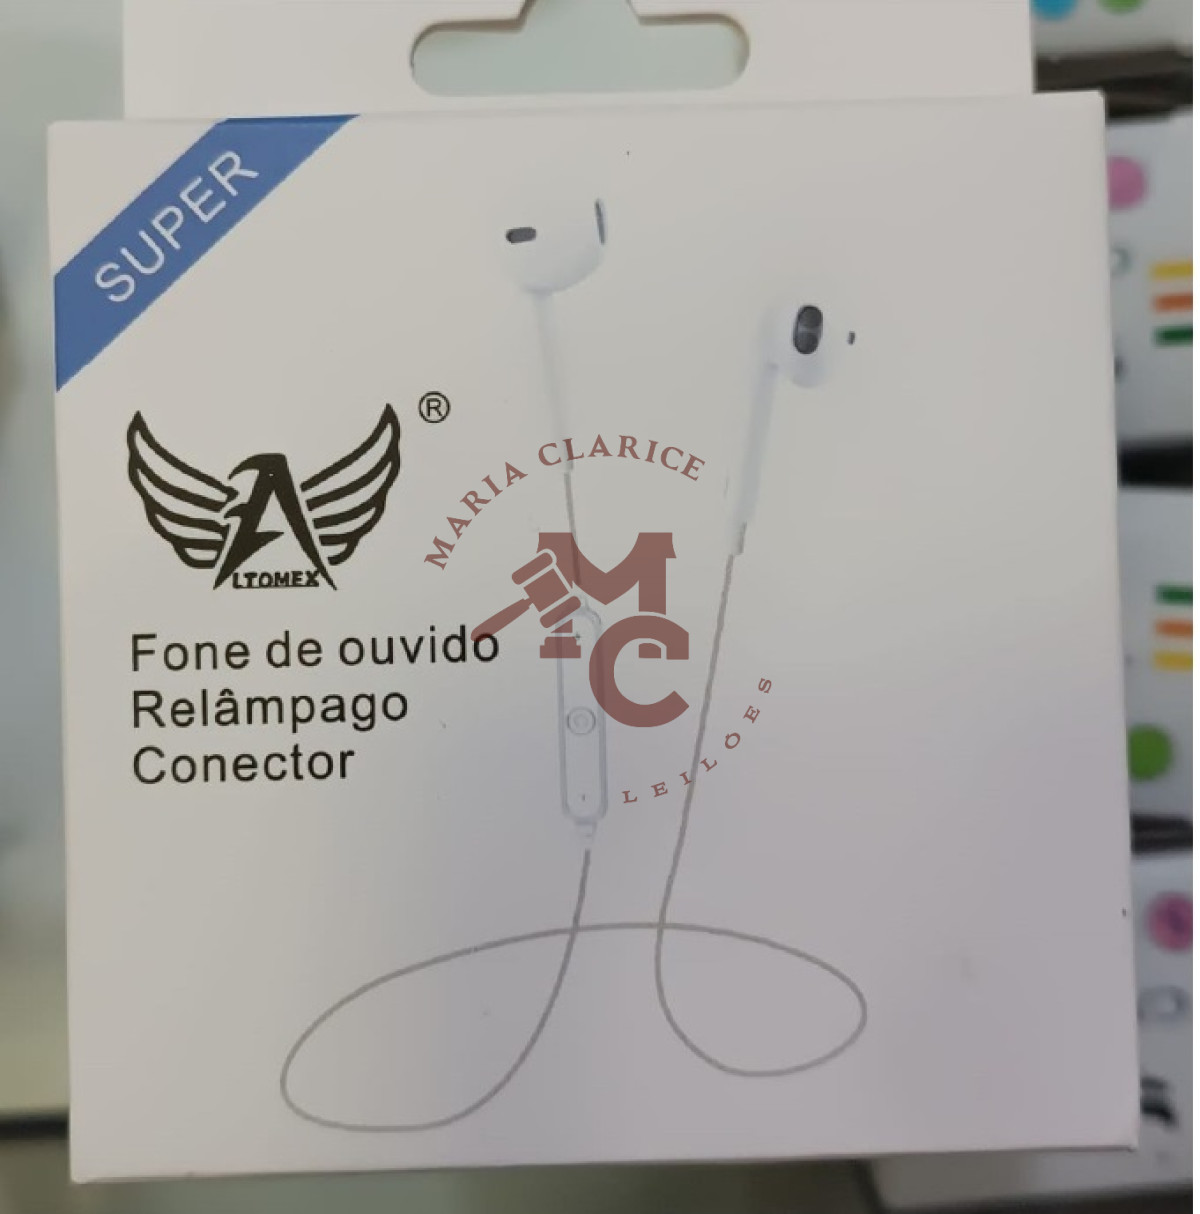 SUPER
®
LTOMEX
Fone de ouvido
Relâmpago
Conector
MARIA CLARICE
MC
LEILÕES